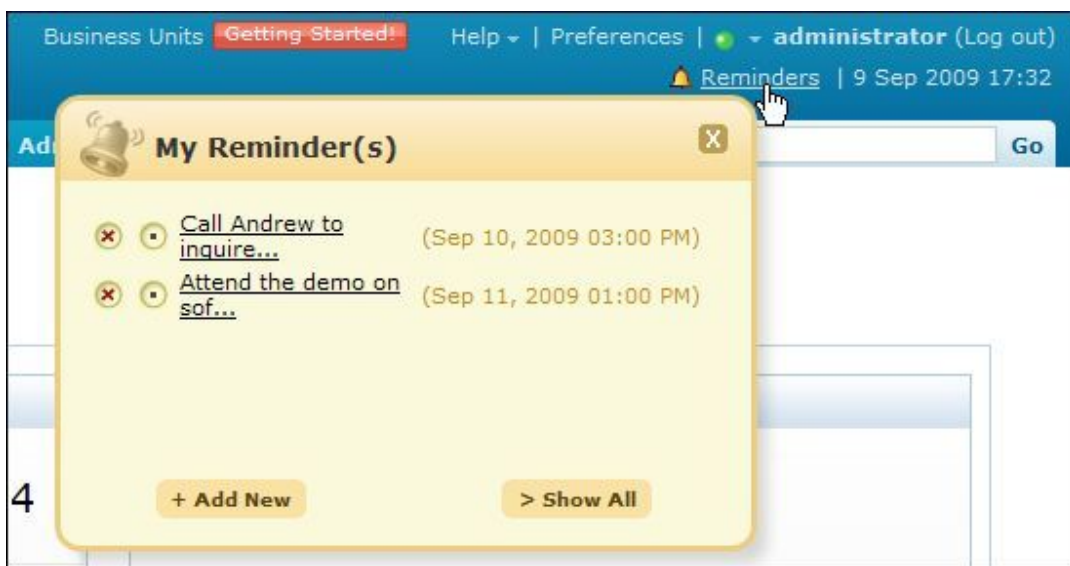 Business Units Getting Started! Help | Preferences | administrator (Log out)
Reminders | 9 Sep 2009 17:32
My Reminder(s) X
Go
Call Andrew to
inquire... (Sep 10, 2009 03:00 PM)
Attend the demo on
sof... (Sep 11, 2009 01:00 PM)
4
+ Add New > Show All